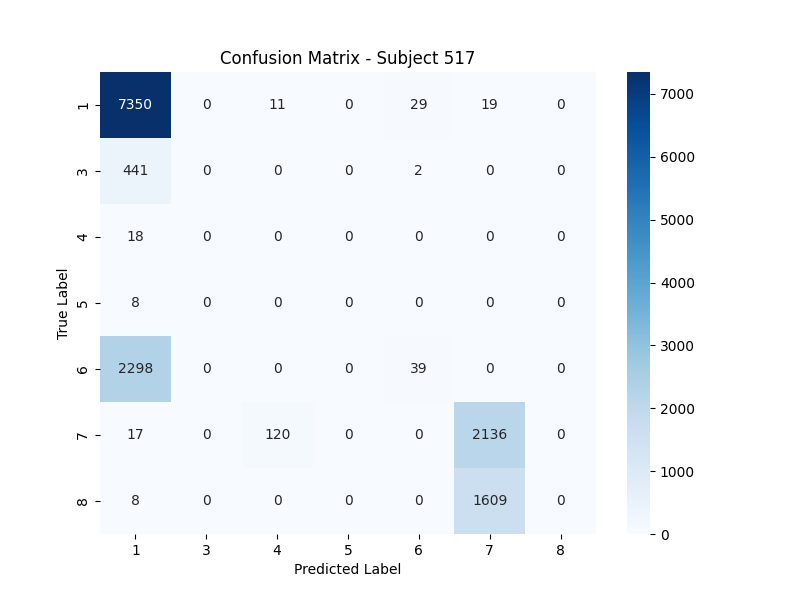 Confusion Matrix - Subject 517
1 7350 0 11 0 29 19 0
3 441 0 0 0 2 0 0
4 18 0 0 0 0 0 0
5 8 0 0 0 0 0 0
6 2298 0 0 0 39 0 0
7 17 0 120 0 0 2136 0
8 8 0 0 0 0 1609 0
1 3 4 5 6 7 8
Predicted Label
True Label
7000
6000
5000
4000
3000
2000
1000
0